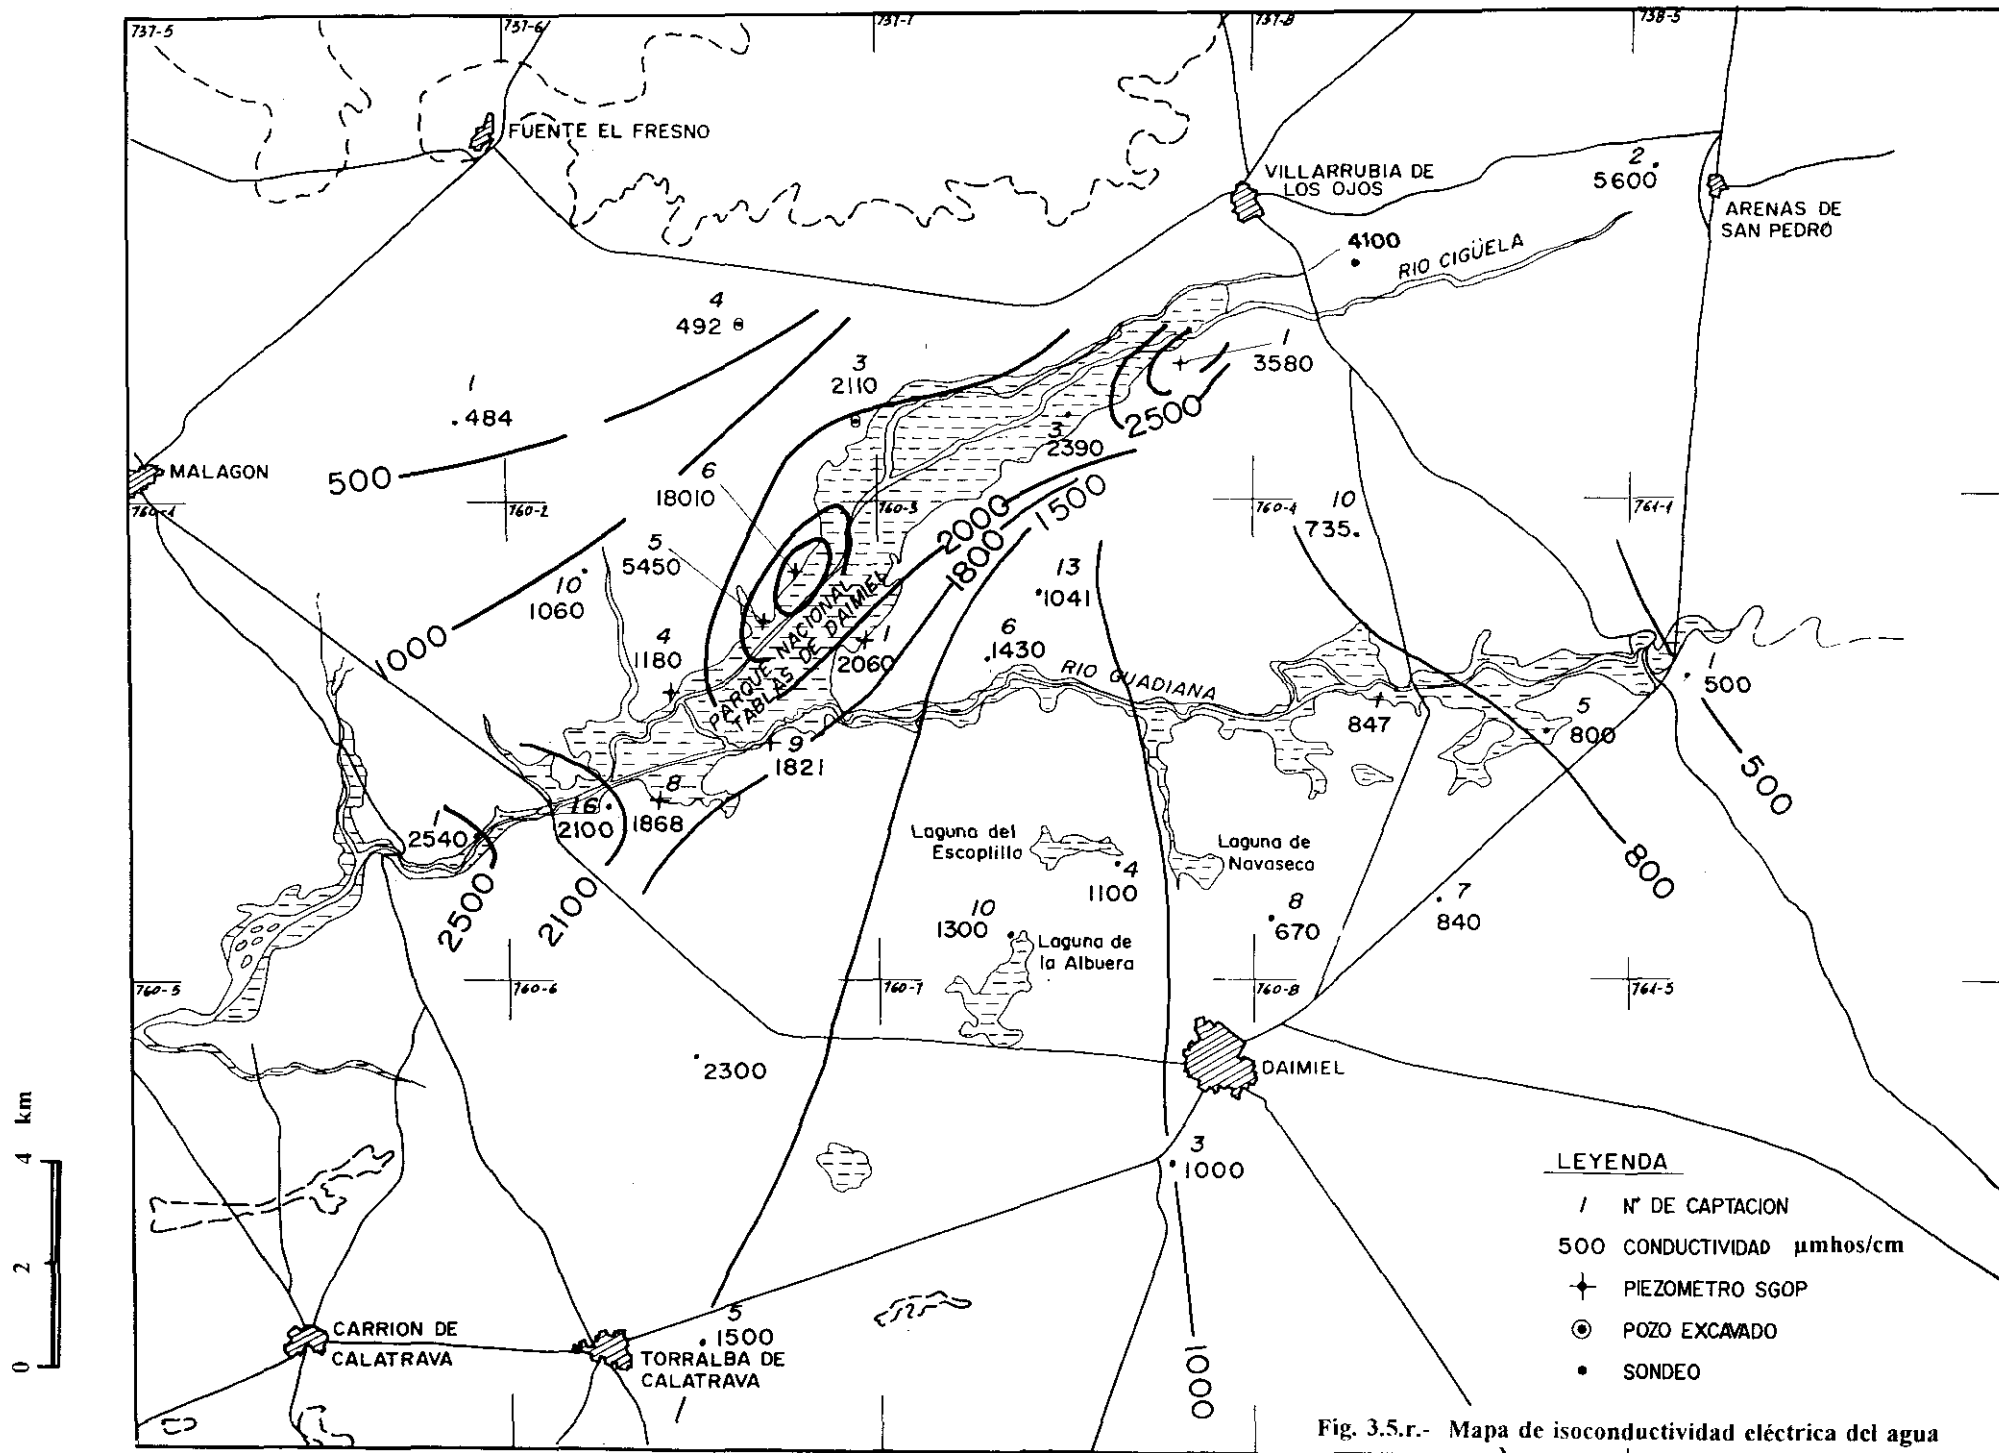 737-5
737-6
737-7
737-8
738-5
FUENTE EL FRESNO
VILLARRUBIA DE
LOS OJOS
2
5600
ARENAS DE
SAN PEDRO
4100
RIO CIGÜELA
4
492
1
3580
3
2110
1
484
2500
3
2390
MALAGON
500
6
18010
760-1
760-2
760-3
760-4
761-1
2000
1500
1800
10
735
5
5450
10
1060
13
1041
PARQUE NACIONAL
TABLAS DE DAIMIEL
1
2060
4
1180
6
1430
1000
RIO GUADIANA
1
847
1
500
5
800
9
1821
500
8
1868
16
2100
1
2540
Laguna del
Escoplillo
Laguna de
Navaseca
4
1100
800
2500
2100
10
1300
Laguna de
la Albuera
8
670
7
840
760-5
760-6
760-7
760-8
761-5
2300
DAIMIEL
3
1000
5
1500
CARRION DE
CALATRAVA
TORRALBA DE
CALATRAVA
1000
0 2 4 km
LEYENDA
1 Nº DE CAPTACION
500 CONDUCTIVIDAD µmhos/cm
PIEZOMETRO SGOP
POZO EXCAVADO
SONDEO
Fig. 3.5.r.- Mapa de isoconductividad eléctrica del agua